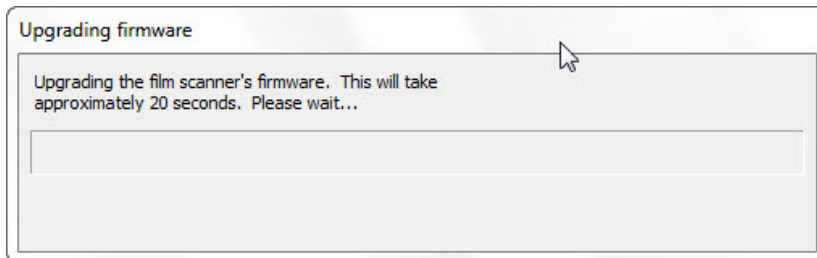 Upgrading firmware
Upgrading the film scanner's firmware.  This will take
approximately 20 seconds.  Please wait...